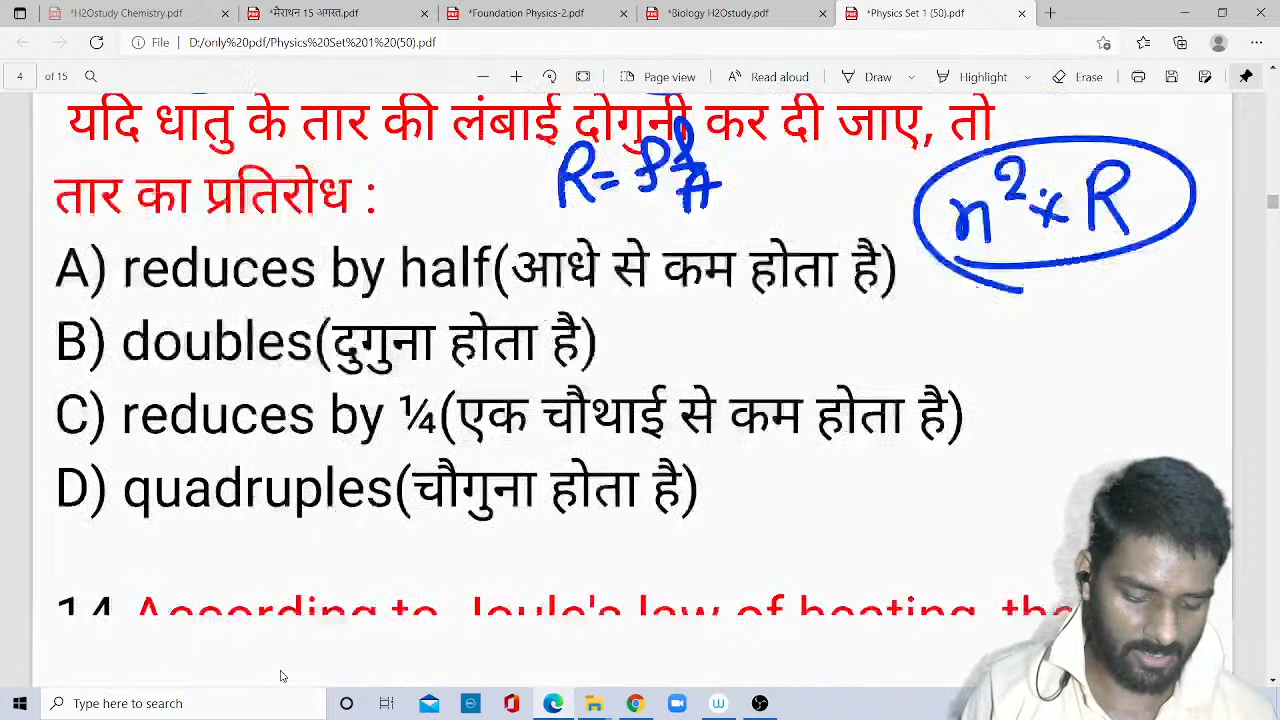 *H2Ostudy Chemistry.pdf
*मैराथन 15 अगस्त.pdf
*Foundation Physics-2.pdf
*Biology H2Ostudy.pdf
*Physics Set 1 (50).pdf
File
D:/only%20pdf/Physics%20Set%201%20(50).pdf
4 of 15
Page view
Read aloud
Draw
Highlight
Erase
यदि धातु के तार की लंबाई दोगुनी कर दी जाए, तो
R= ρ l/A
तार का प्रतिरोध :
n² × R
A) reduces by half(आधे से कम होता है)
B) doubles(दुगुना होता है)
C) reduces by ¼(एक चौथाई से कम होता है)
D) quadruples(चौगुना होता है)
14. According to Joule's law of heating, the
Type here to search